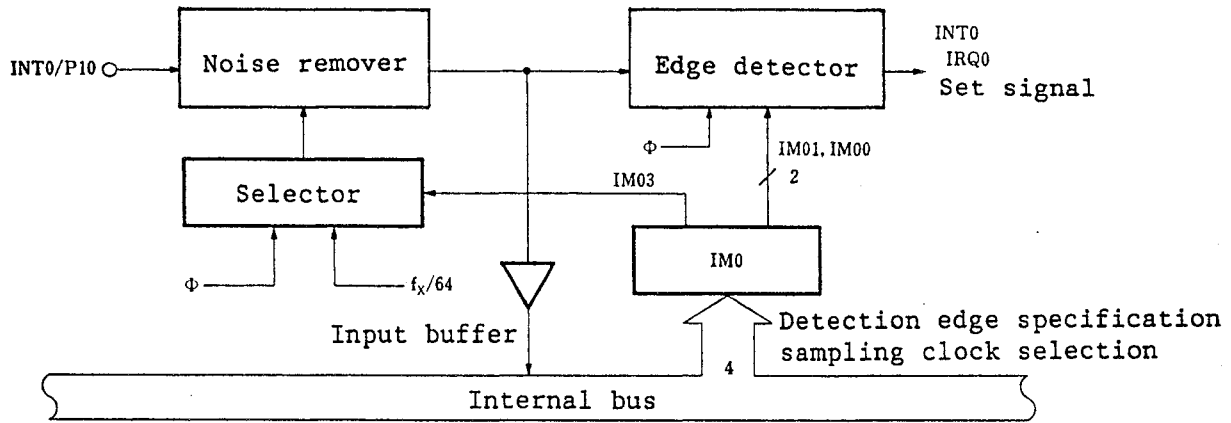 INT0/P10
Noise remover
Edge detector
INT0
IRQ0
Set signal
Φ
IM01, IM00
2
Selector
IM03
IM0
Φ
fX/64
Input buffer
Detection edge specification
sampling clock selection
4
Internal bus